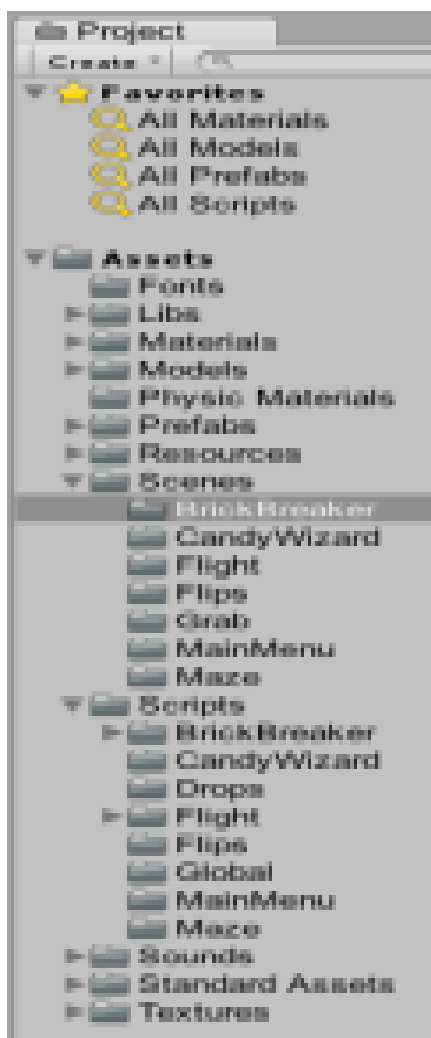 Project
Create
Favorites
All Materials
All Models
All Prefabs
All Scripts
Assets
Fonts
Libs
Materials
Models
Physic Materials
Prefabs
Resources
Scenes
BrickBreaker
CandyWizard
Flight
Flips
Grab
MainMenu
Maze
Scripts
BrickBreaker
CandyWizard
Drops
Flight
Flips
Global
MainMenu
Maze
Sounds
Standard Assets
Textures